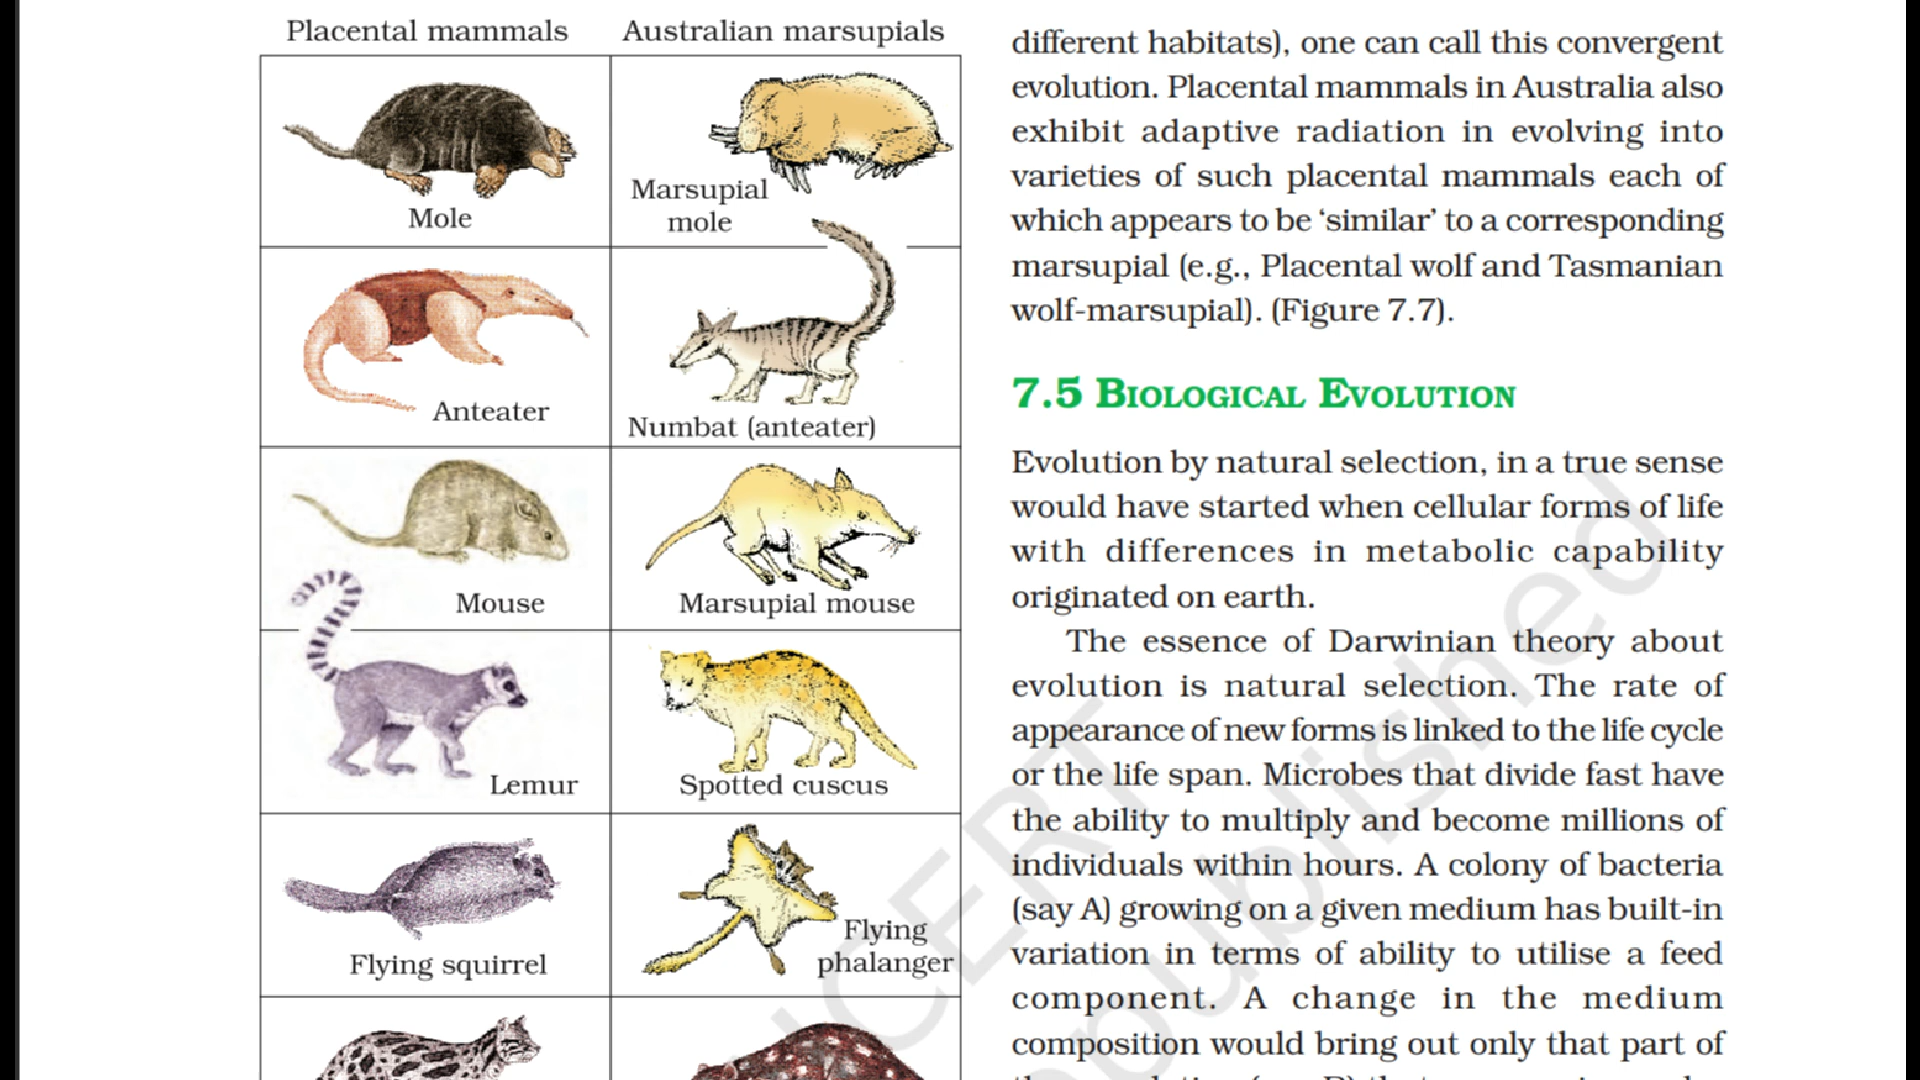 Placental mammals
Australian marsupials
Mole
Marsupial
mole
Anteater
Numbat (anteater)
Mouse
Marsupial mouse
Lemur
Spotted cuscus
Flying squirrel
Flying
phalanger
different habitats), one can call this convergent
evolution. Placental mammals in Australia also
exhibit adaptive radiation in evolving into
varieties of such placental mammals each of
which appears to be ‘similar’ to a corresponding
marsupial (e.g., Placental wolf and Tasmanian
wolf-marsupial). (Figure 7.7).
7.5 BIOLOGICAL EVOLUTION
Evolution by natural selection, in a true sense
would have started when cellular forms of life
with differences in metabolic capability
originated on earth.
The essence of Darwinian theory about
evolution is natural selection. The rate of
appearance of new forms is linked to the life cycle
or the life span. Microbes that divide fast have
the ability to multiply and become millions of
individuals within hours. A colony of bacteria
(say A) growing on a given medium has built-in
variation in terms of ability to utilise a feed
component. A change in the medium
composition would bring out only that part of
NCERT
published